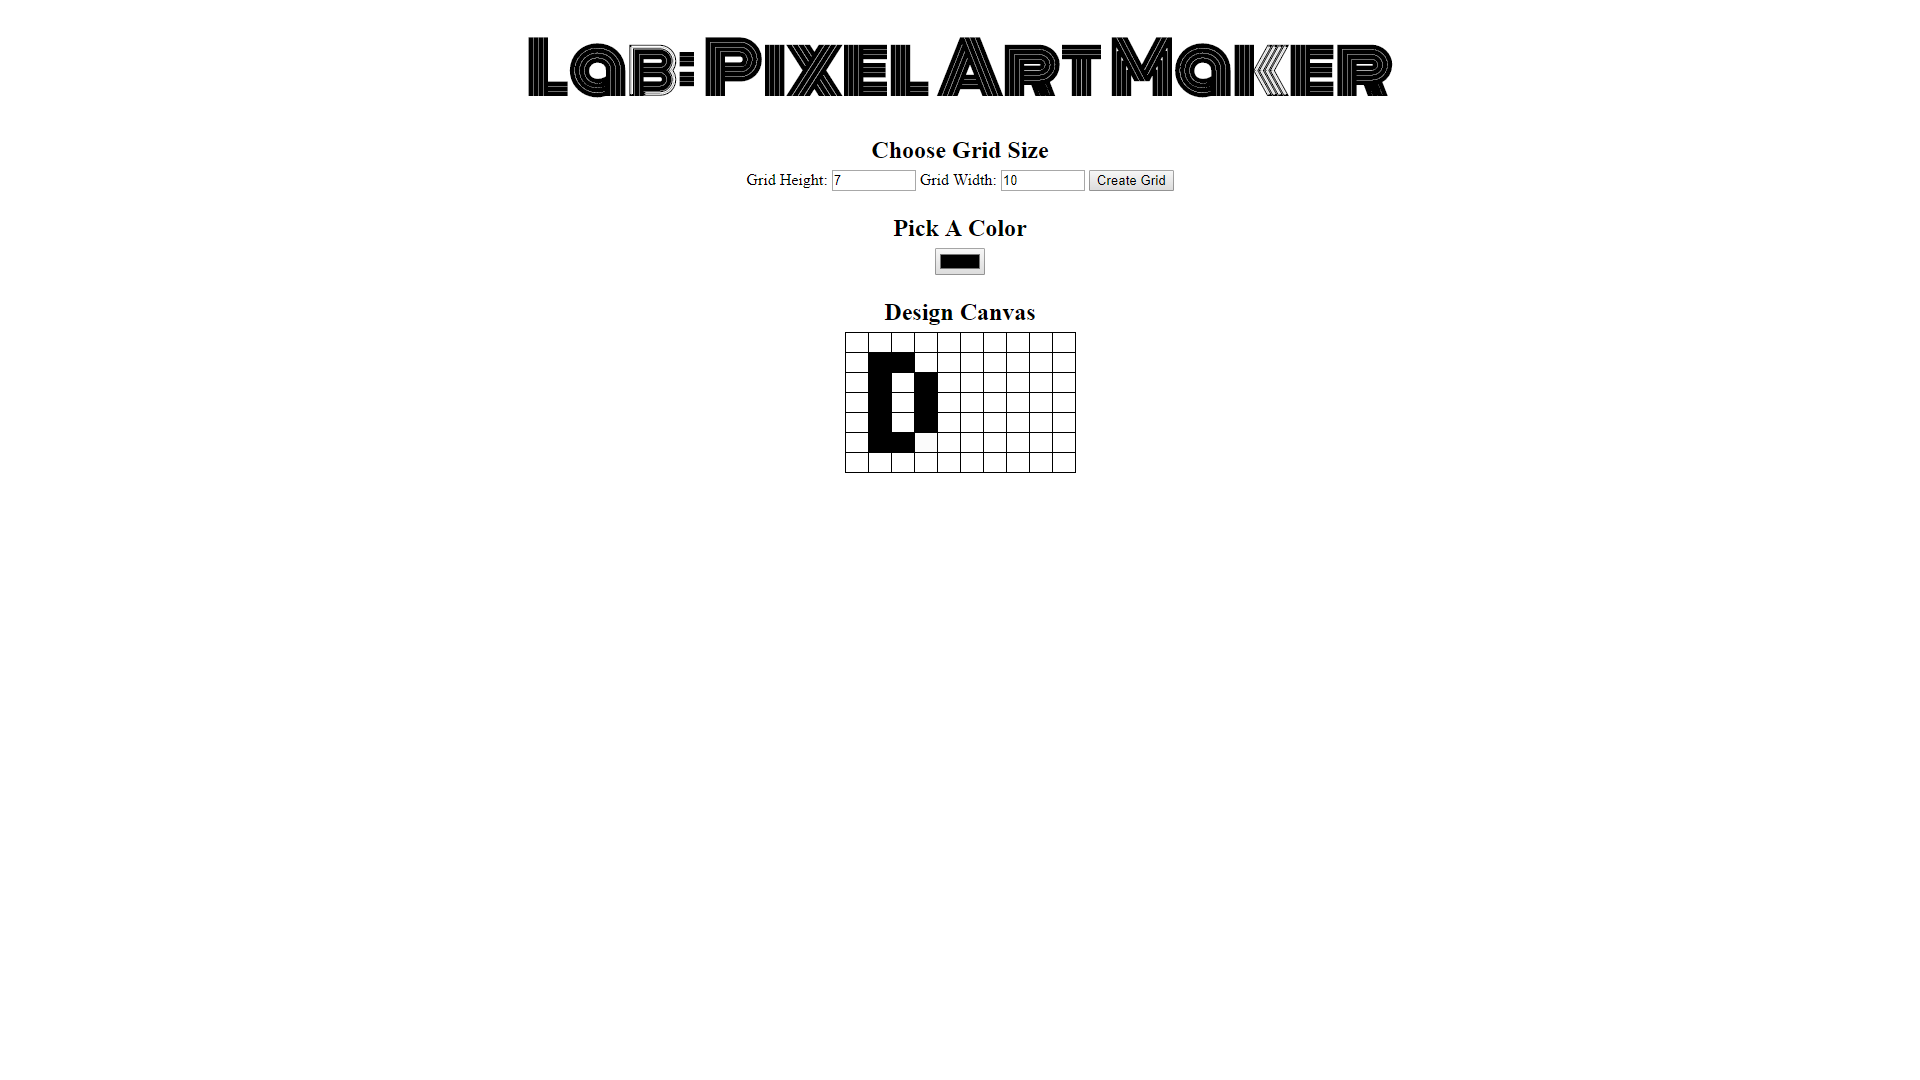 Lab: Pixel Art Maker
Choose Grid Size
Grid Height: 7 Grid Width: 10 Create Grid
Pick A Color
Design Canvas
D